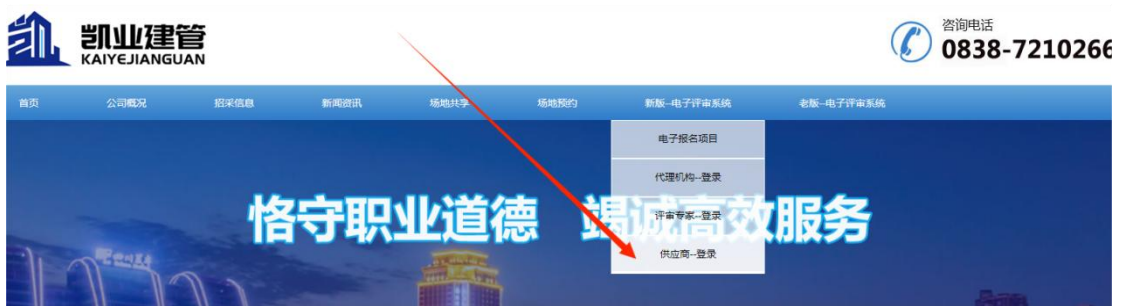 凯 凯业建管
KAIYEJIANGUAN
咨询电话
0838-7210266
首页 公司概况 招采信息 新闻资讯 场地共享 场地预约 新版--电子评审系统 老版--电子评审系统
电子报名项目
代理机构--登录
评审专家--登录
恪守职业道德 竭诚高效服务
供应商--登录